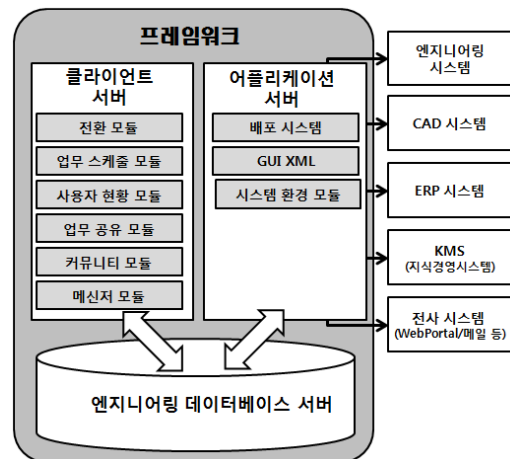 프레임워크
클라이언트
서버
전환 모듈
업무 스케줄 모듈
사용자 현황 모듈
업무 공유 모듈
커뮤니티 모듈
메신저 모듈
어플리케이션
서버
배포 시스템
GUI XML
시스템 환경 모듈
엔지니어링 데이터베이스 서버
엔지니어링
시스템
CAD 시스템
ERP 시스템
KMS
(지식경영시스템)
전사 시스템
(WebPortal/메일 등)